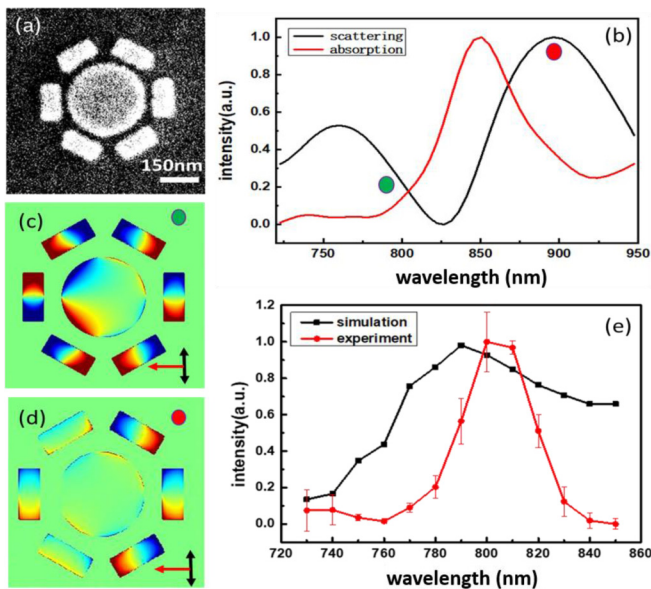 (a)
150nm
(b)
scattering
absorption
intensity(a.u.)
1.0
0.8
0.6
0.4
0.2
0.0
750
800
850
900
950
wavelength (nm)
(c)
(d)
(e)
simulation
experiment
intensity(a.u.)
1.2
1.0
0.8
0.6
0.4
0.2
0.0
720
740
760
780
800
820
840
860
wavelength (nm)